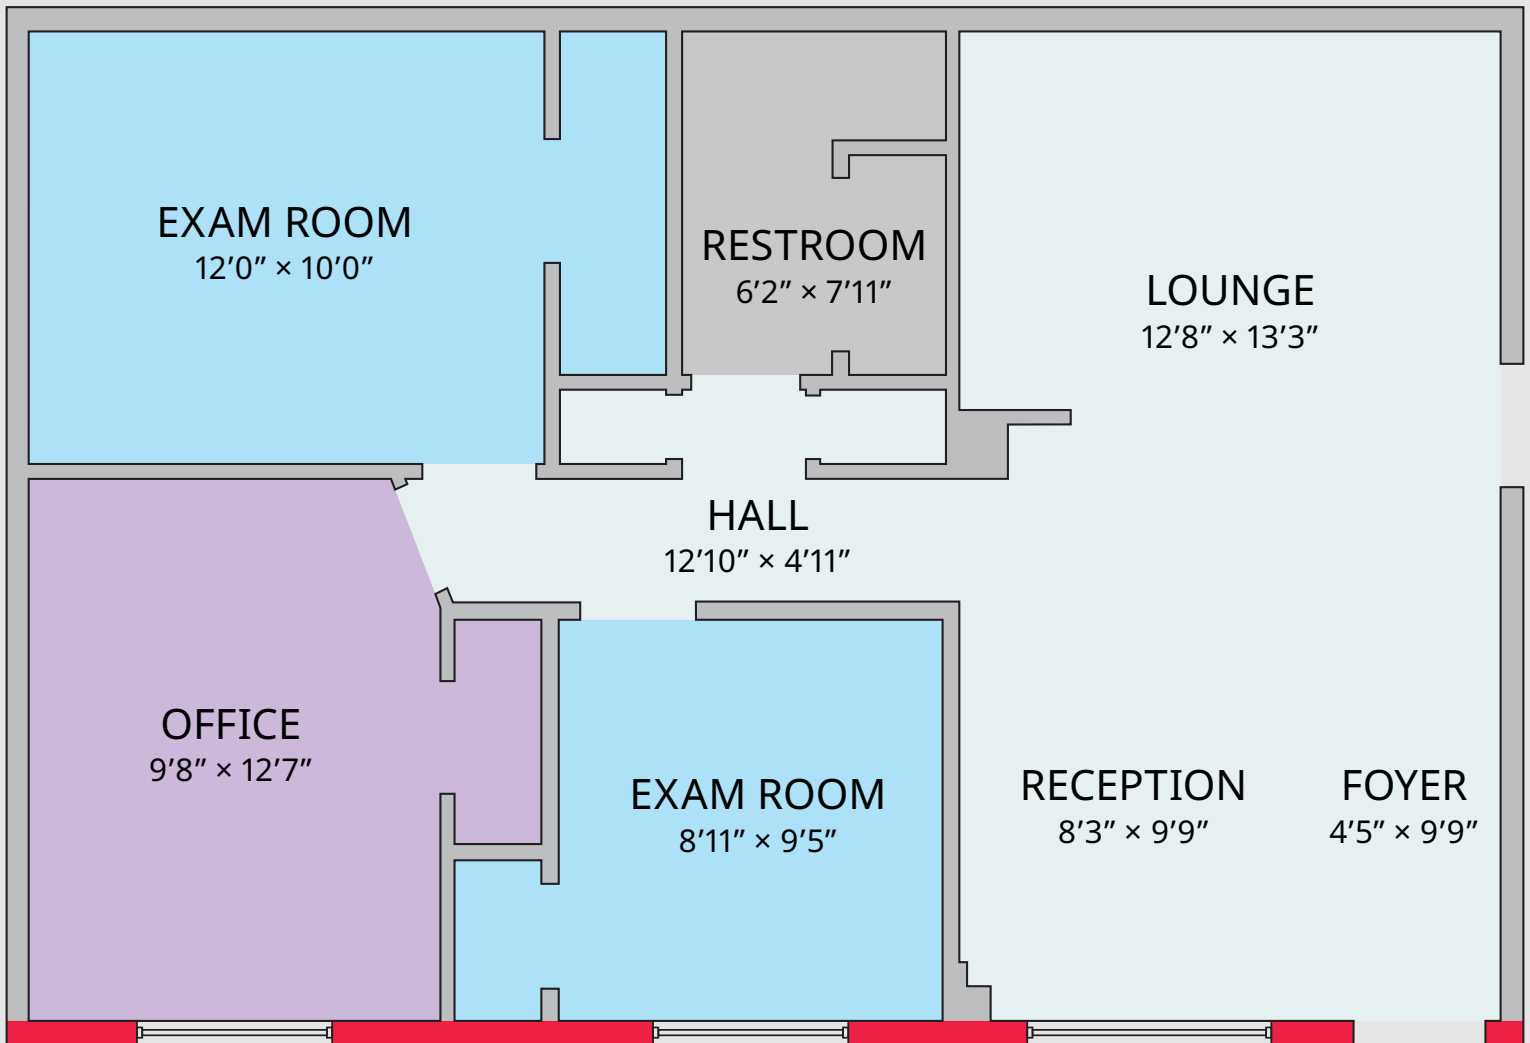 EXAM ROOM
12’0” × 10’0”
RESTROOM
6’2” × 7’11”
LOUNGE
12’8” × 13’3”
HALL
12’10” × 4’11”
OFFICE
9’8” × 12’7”
EXAM ROOM
8’11” × 9’5”
RECEPTION
8’3” × 9’9”
FOYER
4’5” × 9’9”